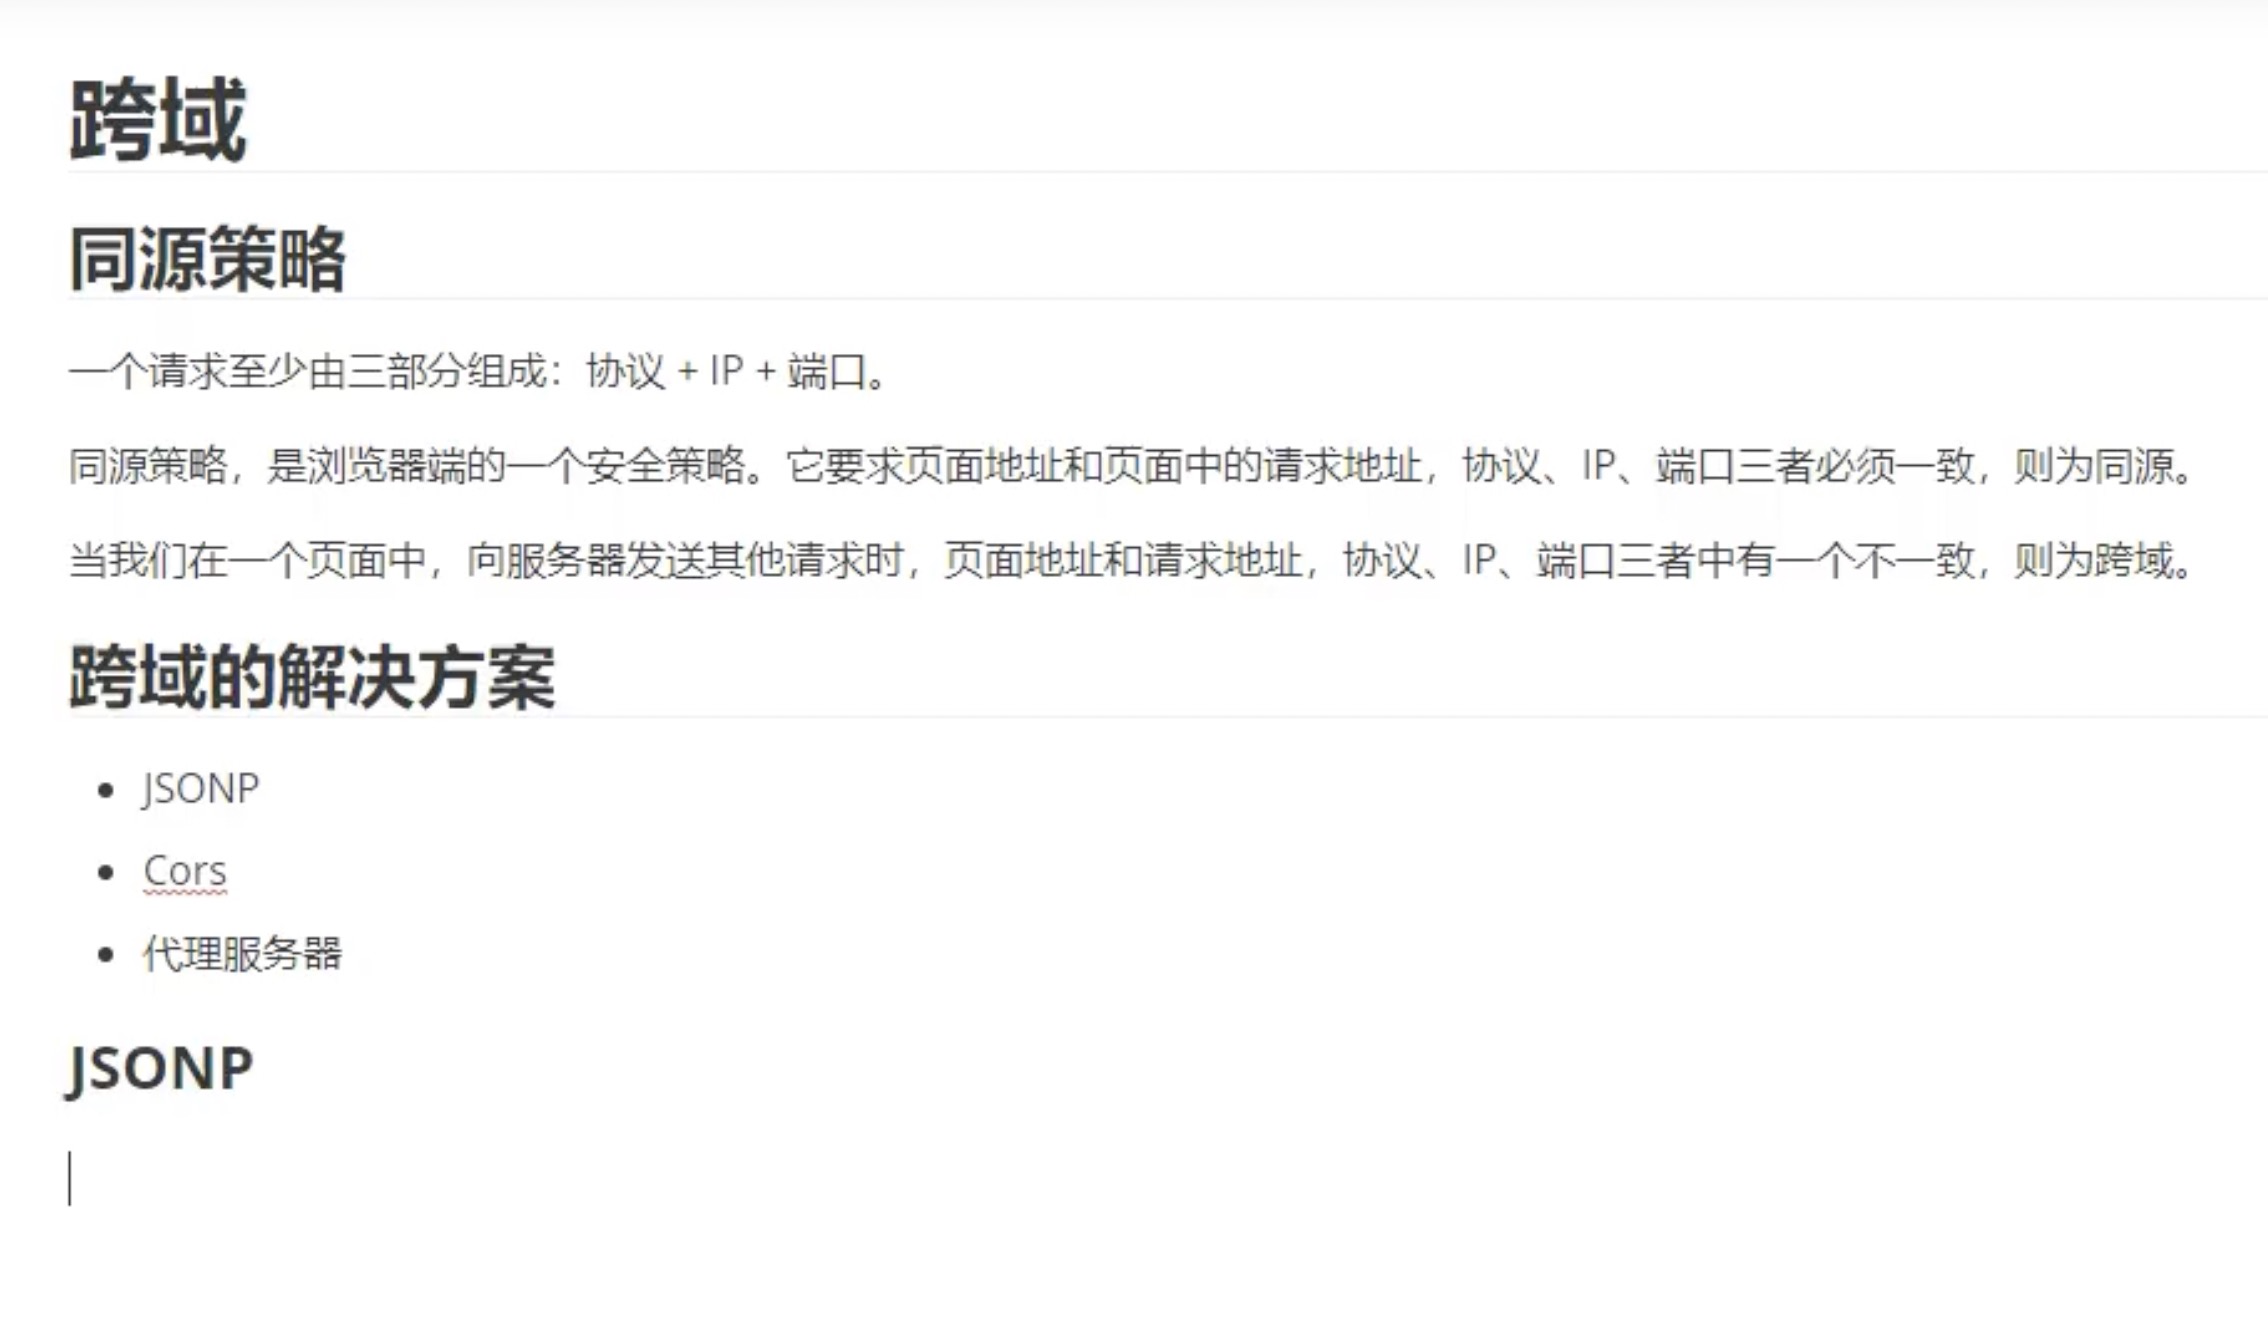 跨域
同源策略
一个请求至少由三部分组成：协议 + IP + 端口。
同源策略，是浏览器端的一个安全策略。它要求页面地址和页面中的请求地址，协议、IP、端口三者必须一致，则为同源。
当我们在一个页面中，向服务器发送其他请求时，页面地址和请求地址，协议、IP、端口三者中有一个不一致，则为跨域。
跨域的解决方案
• JSONP
• Cors
• 代理服务器
JSONP